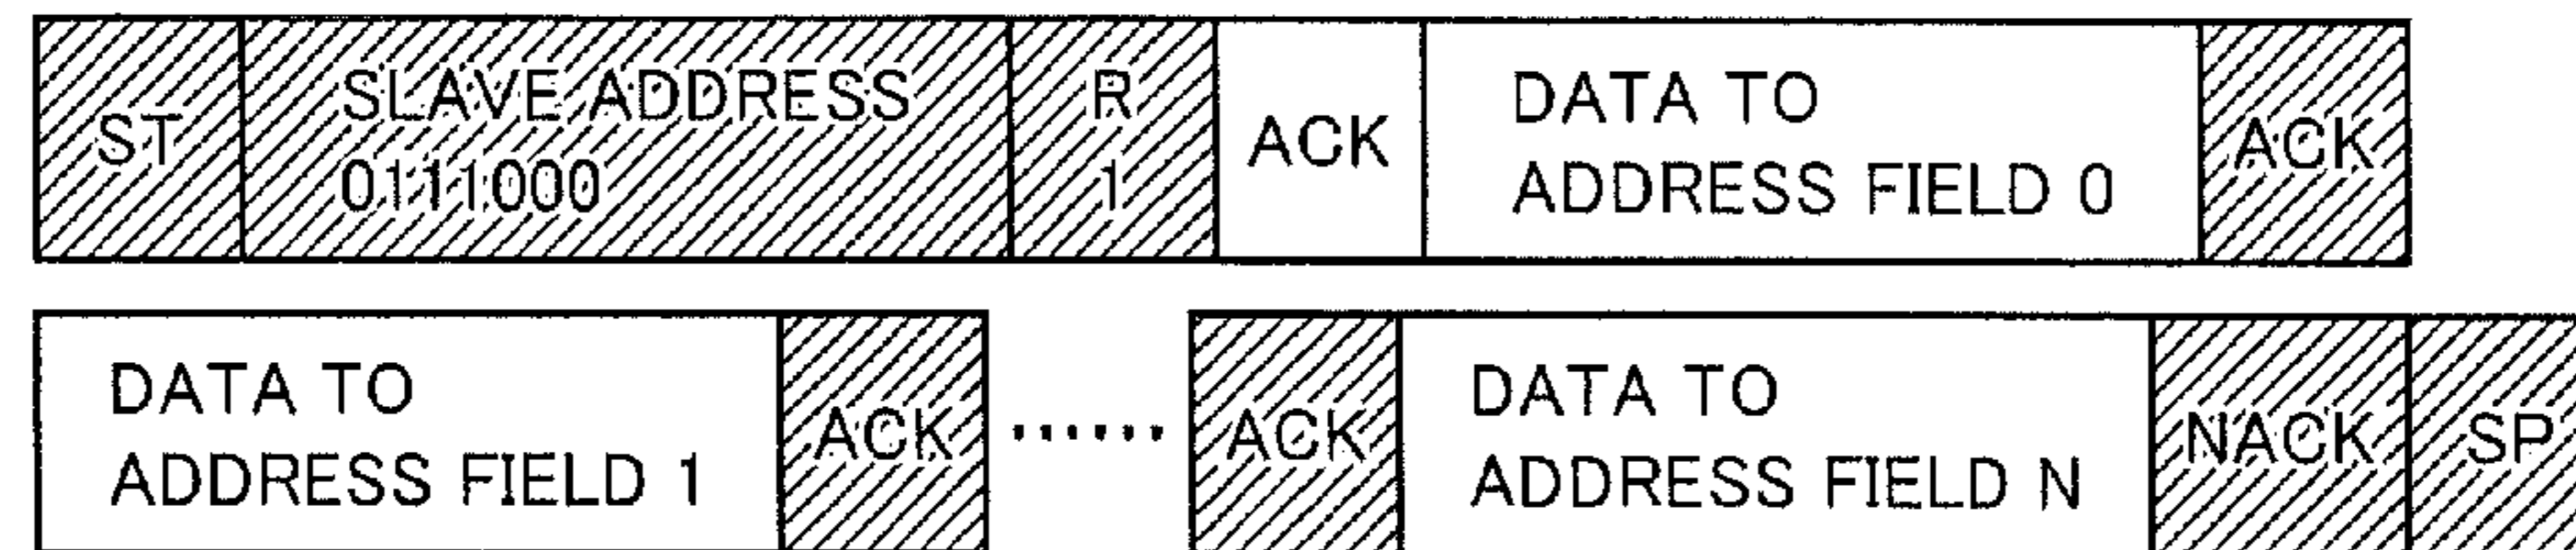 ST
SLAVE ADDRESS
0111000
R
1
ACK
DATA TO
ADDRESS FIELD 0
ACK
DATA TO
ADDRESS FIELD 1
ACK
......
ACK
DATA TO
ADDRESS FIELD N
NACK
SP